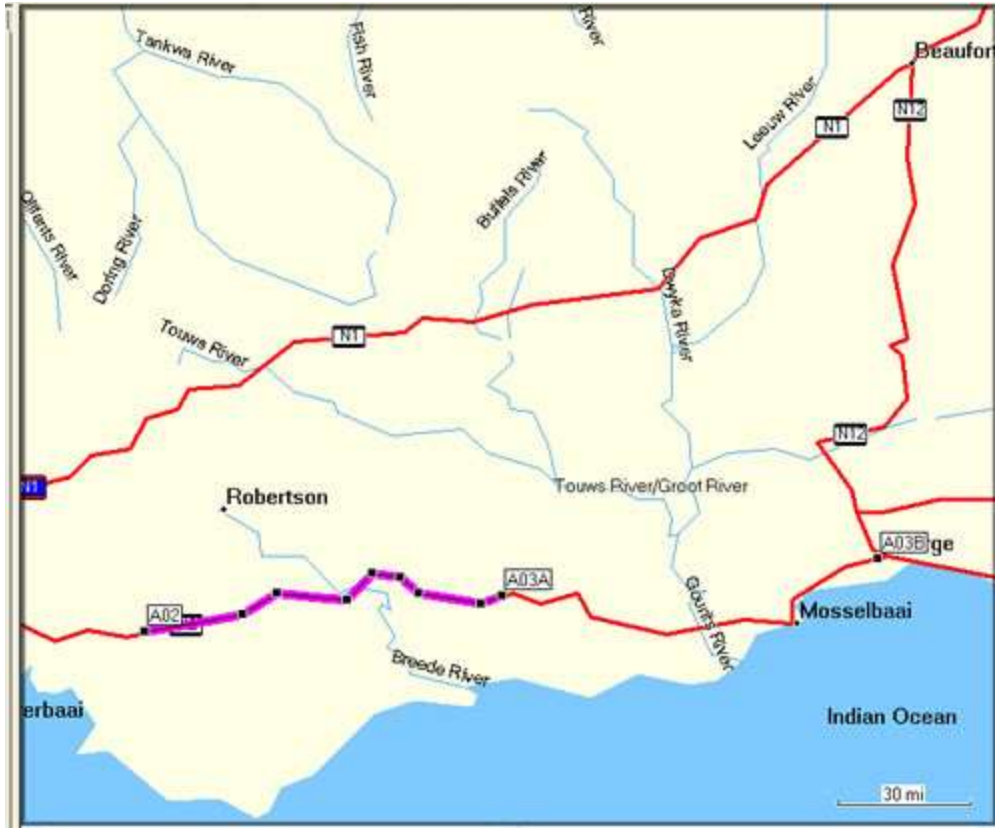 Tankwa River
Fish River
River
Beaufort
N12
N1
Leeuw River
Buffels River
Olifants River
Doring River
Dwyka River
Touws River
N1
N12
N1
Touws River/Groot River
Robertson
A03B
rge
A03A
A02
Mosselbaai
Gourits River
Breede River
erbaai
Indian Ocean
30 mi